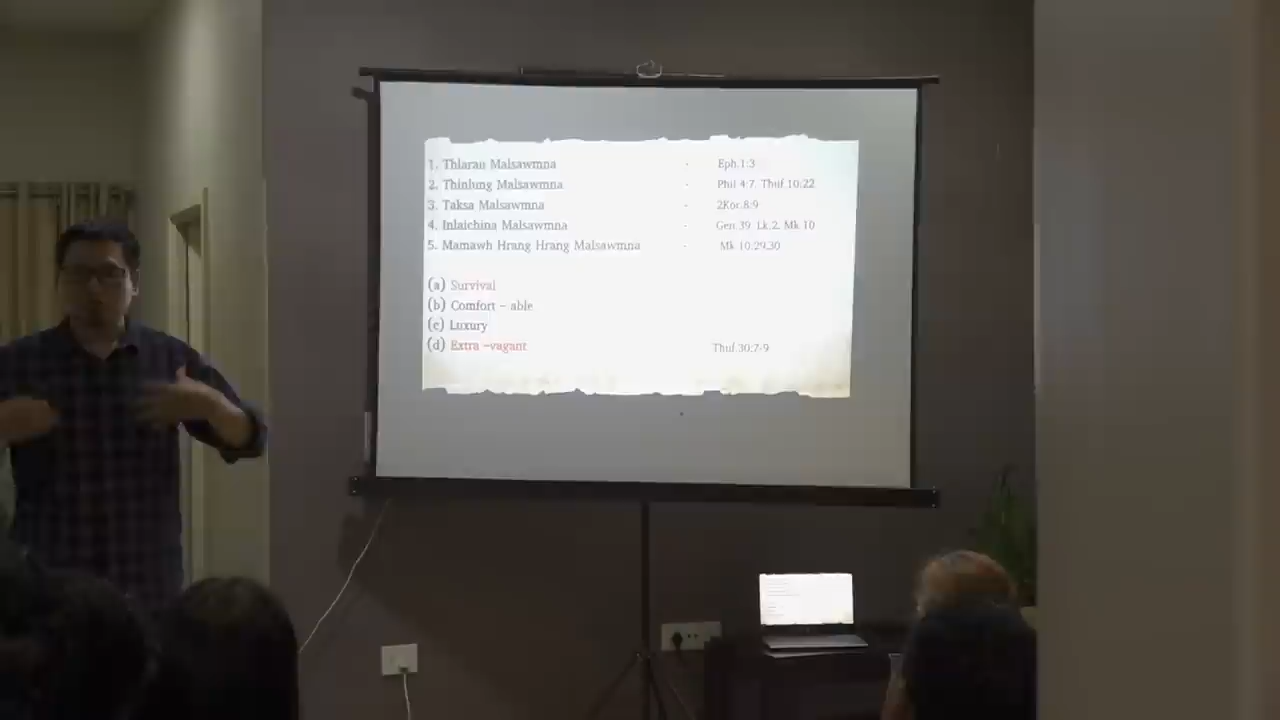 1. Thlarau Malsawmna - Eph.1:3
2. Thinlung Malsawmna - Phil 4:7, Thuf.10:22
3. Taksa Malsawmna - 2Kor.8:9
4. Inlaichina Malsawmna - Gen.39 Lk.2, Mk.10
5. Mamawh Hrang Hrang Malsawmna - Mk 10:29,30
(a) Survival
(b) Comfort – able
(c) Luxury
(d) Extra –vagant Thuf.30:7-9